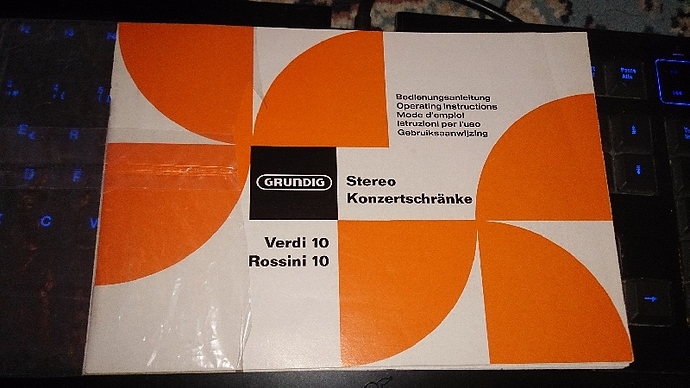 Bedienungsanleitung
Operating instructions
Mode d'emploi
Istruzioni per l'uso
Gebruiksaanwijzing
GRUNDIG
Stereo
Konzertschränke
Verdi 10
Rossini 10